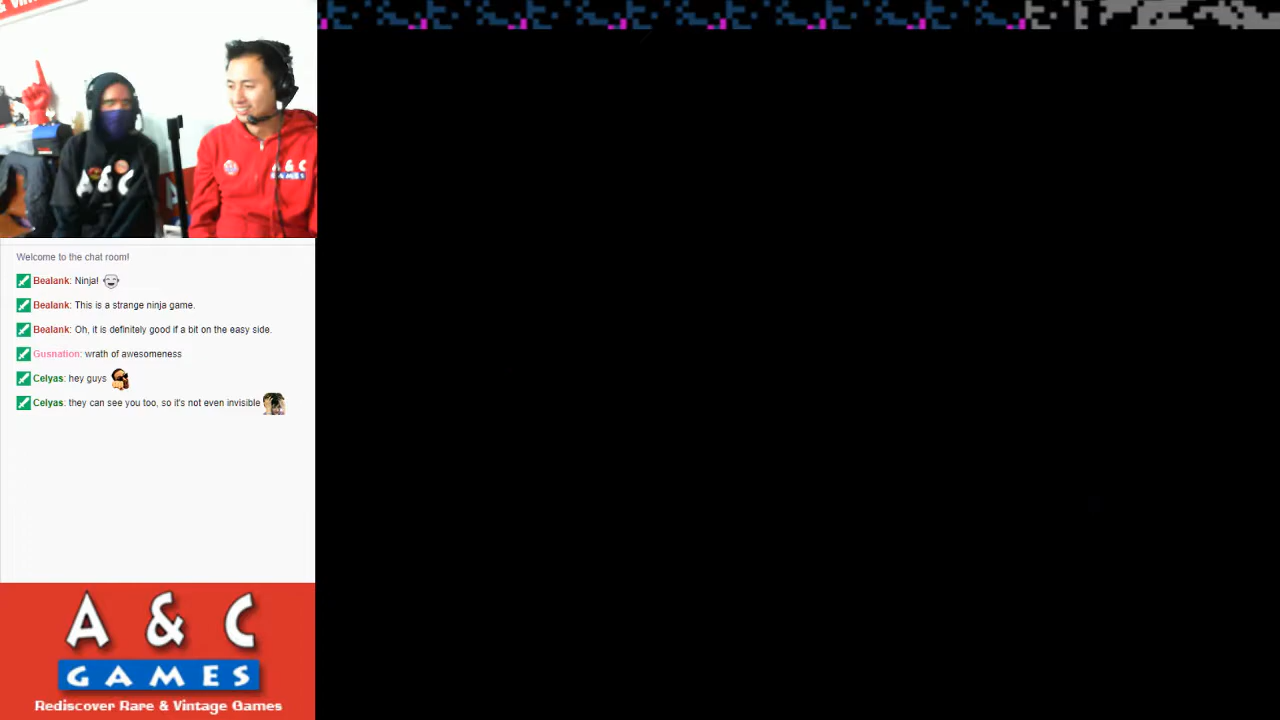 A & C
A & C
GAMES
Welcome to the chat room!
Bealank: Ninja!
Bealank: This is a strange ninja game.
Bealank: Oh, it is definitely good if a bit on the easy side.
Gusnation: wrath of awesomeness
Celyas: hey guys
Celyas: they can see you too, so it's not even invisible
A & C
GAMES
Rediscover Rare & Vintage Games